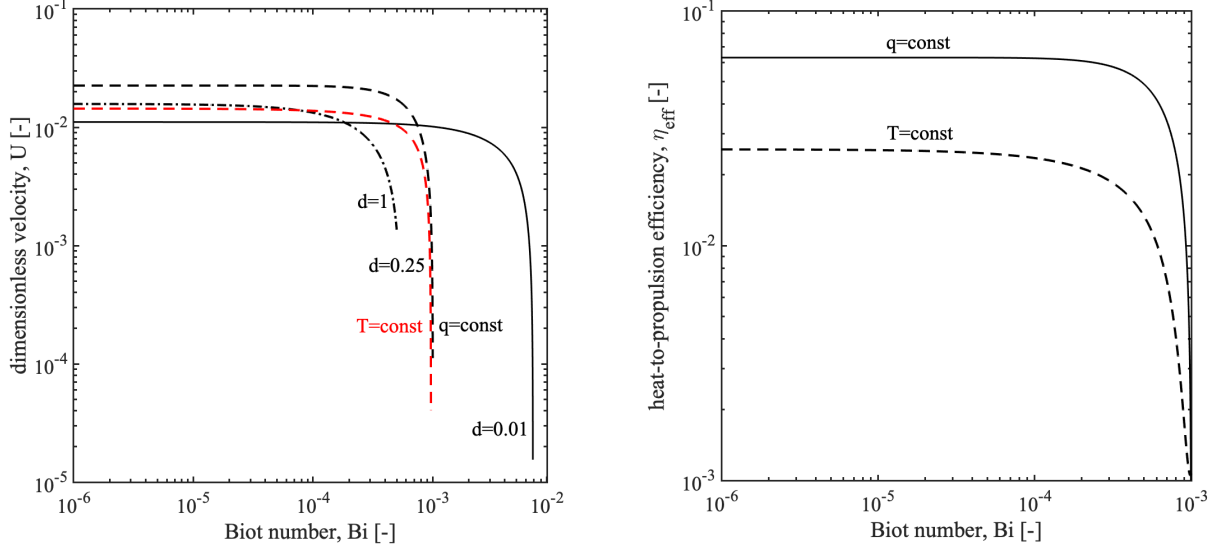 10^-1
10^-2
10^-3
10^-4
10^-5
dimensionless velocity, U [-]
d=1
d=0.25
T=const
q=const
d=0.01
10^-6
10^-5
10^-4
10^-3
10^-2
Biot number, Bi [-]
10^-1
10^-2
10^-3
heat-to-propulsion efficiency, η_eff [-]
q=const
T=const
10^-6
10^-5
10^-4
10^-3
Biot number, Bi [-]